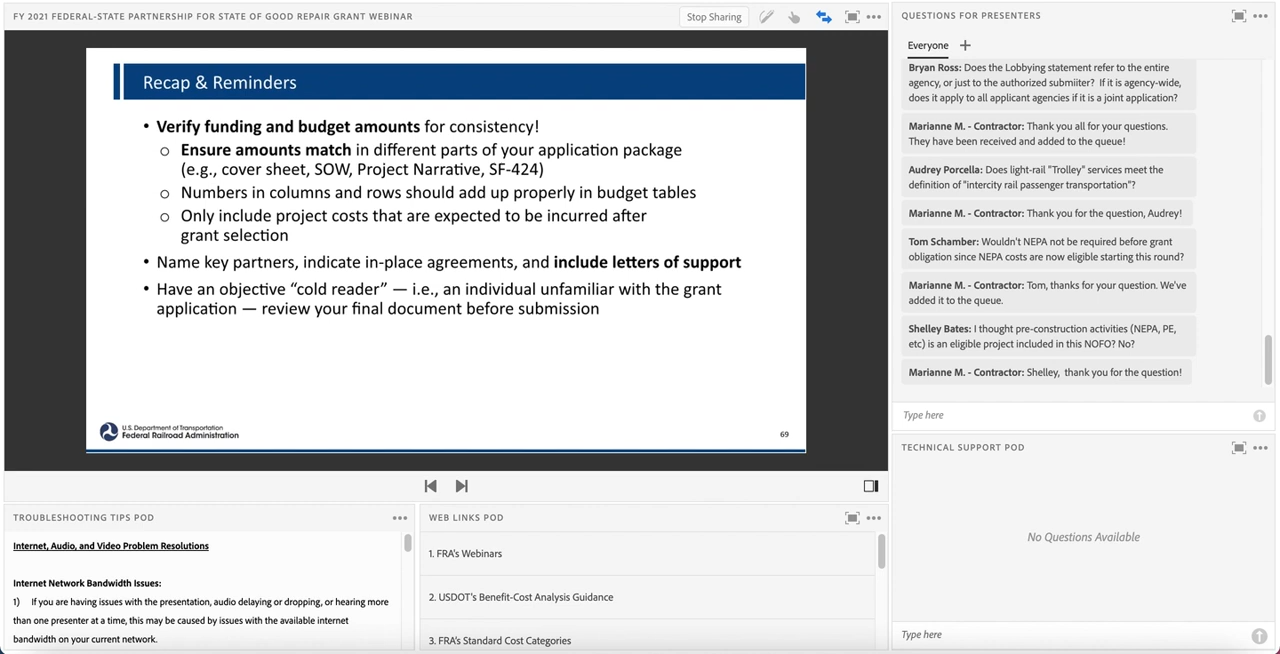 FY 2021 FEDERAL-STATE PARTNERSHIP FOR STATE OF GOOD REPAIR GRANT WEBINAR
Stop Sharing
Recap & Reminders
• Verify funding and budget amounts for consistency!
o Ensure amounts match in different parts of your application package
(e.g., cover sheet, SOW, Project Narrative, SF-424)
o Numbers in columns and rows should add up properly in budget tables
o Only include project costs that are expected to be incurred after
grant selection
• Name key partners, indicate in-place agreements, and include letters of support
• Have an objective “cold reader” — i.e., an individual unfamiliar with the grant
application — review your final document before submission
U.S. Department of Transportation
Federal Railroad Administration
69
QUESTIONS FOR PRESENTERS
Everyone
Bryan Ross: Does the Lobbying statement refer to the entire
agency, or just to the authorized submiiter? If it is agency-wide,
does it apply to all applicant agencies if it is a joint application?
Marianne M. - Contractor: Thank you all for your questions.
They have been received and added to the queue!
Audrey Porcella: Does light-rail "Trolley" services meet the
definition of "intercity rail passenger transportation"?
Marianne M. - Contractor: Thank you for the question, Audrey!
Tom Schamber: Wouldn't NEPA not be required before grant
obligation since NEPA costs are now eligible starting this round?
Marianne M. - Contractor: Tom, thanks for your question. We've
added it to the queue.
Shelley Bates: I thought pre-construction activities (NEPA, PE,
etc) is an eligible project included in this NOFO? No?
Marianne M. - Contractor: Shelley, thank you for the question!
Type here
TECHNICAL SUPPORT POD
No Questions Available
Type here
TROUBLESHOOTING TIPS POD
Internet, Audio, and Video Problem Resolutions
Internet Network Bandwidth Issues:
1) If you are having issues with the presentation, audio delaying or dropping, or hearing more
than one presenter at a time, this may be caused by issues with the available internet
bandwidth on your current network.
WEB LINKS POD
1. FRA's Webinars
2. USDOT's Benefit-Cost Analysis Guidance
3. FRA's Standard Cost Categories